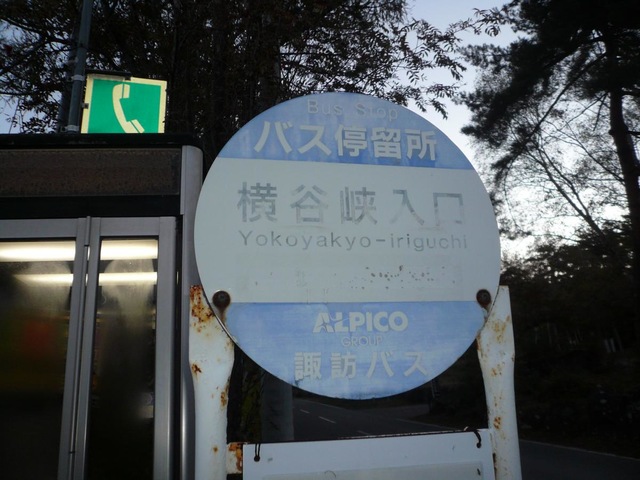 Bus Stop
バス停留所
横谷峡入口
Yokoyakyo-iriguchi
ALPICO
GROUP
諏訪バス